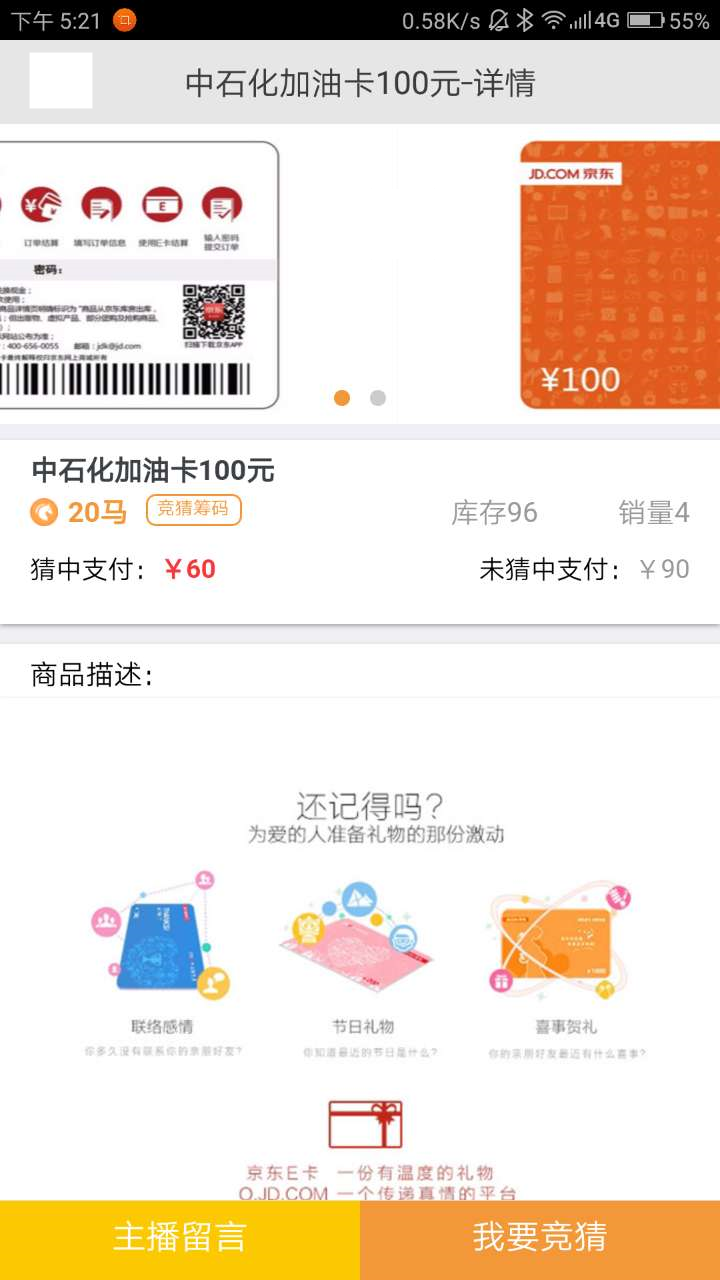 下午 5:21
0.58K/s 4G 55%
中石化加油卡100元-详情
订单结算 填写订单信息 使用E卡结算 输入密码
提交订单
密码：
JD.COM 京东
¥100
京东
400-656-0055 邮箱：jdk@jd.com
扫描下载京东APP
中石化加油卡100元
20马 竞猜筹码 库存96 销量4
猜中支付：￥60 未猜中支付：￥90
商品描述：
还记得吗？
为爱的人准备礼物的那份激动
联络感情 节日礼物 喜事贺礼
你多久没有联系你的亲朋好友？ 你知道最近的节日是什么？ 你的亲朋好友最近有什么喜事？
京东E卡 一份有温度的礼物
O.JD.COM 一个传递真情的平台
主播留言 我要竞猜